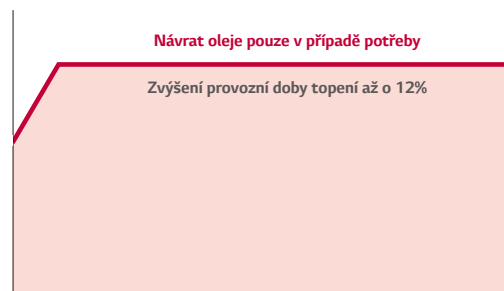 Návrat oleje pouze v případě potřeby
Zvýšení provozní doby topení až o 12%